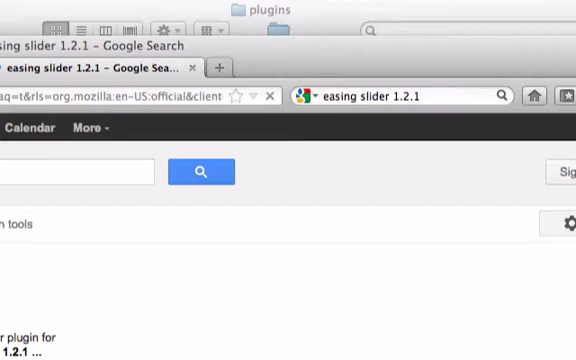 plugins
ing slider 1.2.1 – Google Search
easing slider 1.2.1 – Google Sea...
aq=t&rls=org.mozilla:en-US:official&client
easing slider 1.2.1
Calendar More
Sig
h tools
r plugin for
1.2.1 ...